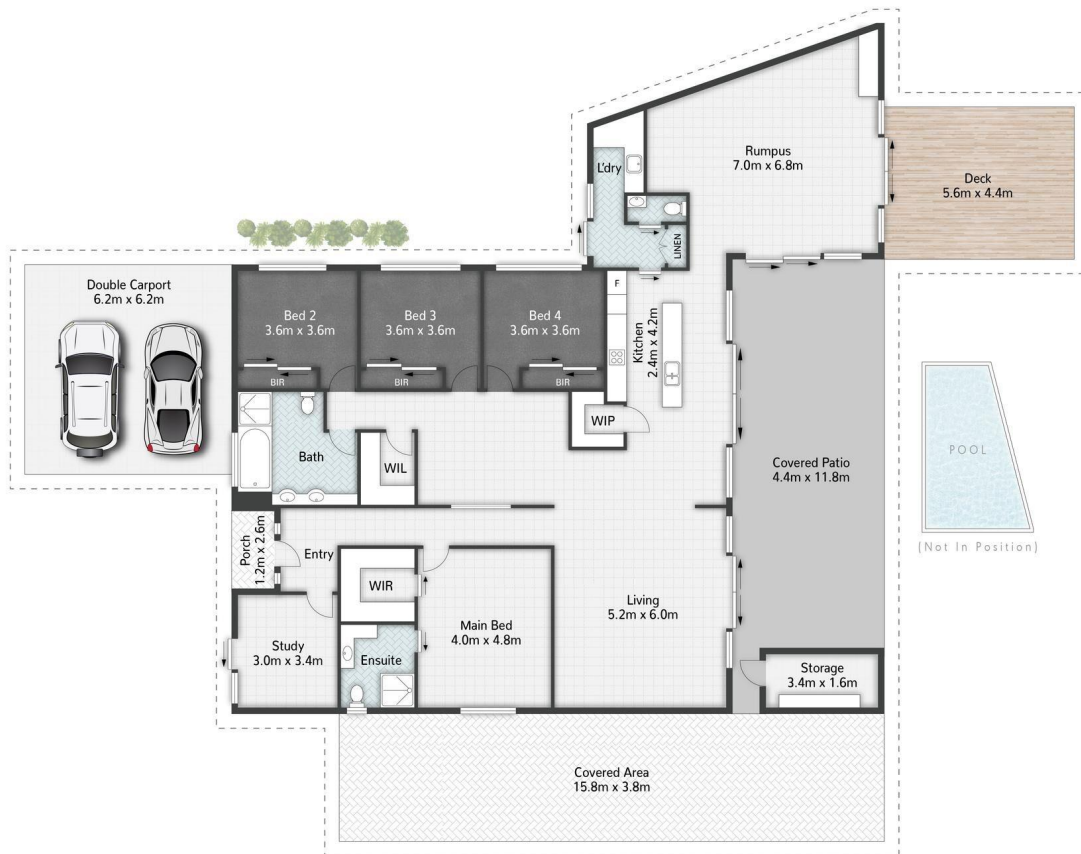 Rumpus
7.0m x 6.8m
L'dry
Deck
5.6m x 4.4m
LINEN
Double Carport
6.2m x 6.2m
Bed 2
3.6m x 3.6m
BIR
Bed 3
3.6m x 3.6m
BIR
Bed 4
3.6m x 3.6m
BIR
F
Kitchen
2.4m x 4.2m
WIP
Bath
WIL
Covered Patio
4.4m x 11.8m
POOL
(Not In Position)
Porch
1.2m x 2.6m
Entry
WIR
Main Bed
4.0m x 4.8m
Living
5.2m x 6.0m
Study
3.0m x 3.4m
Ensuite
Storage
3.4m x 1.6m
Covered Area
15.8m x 3.8m